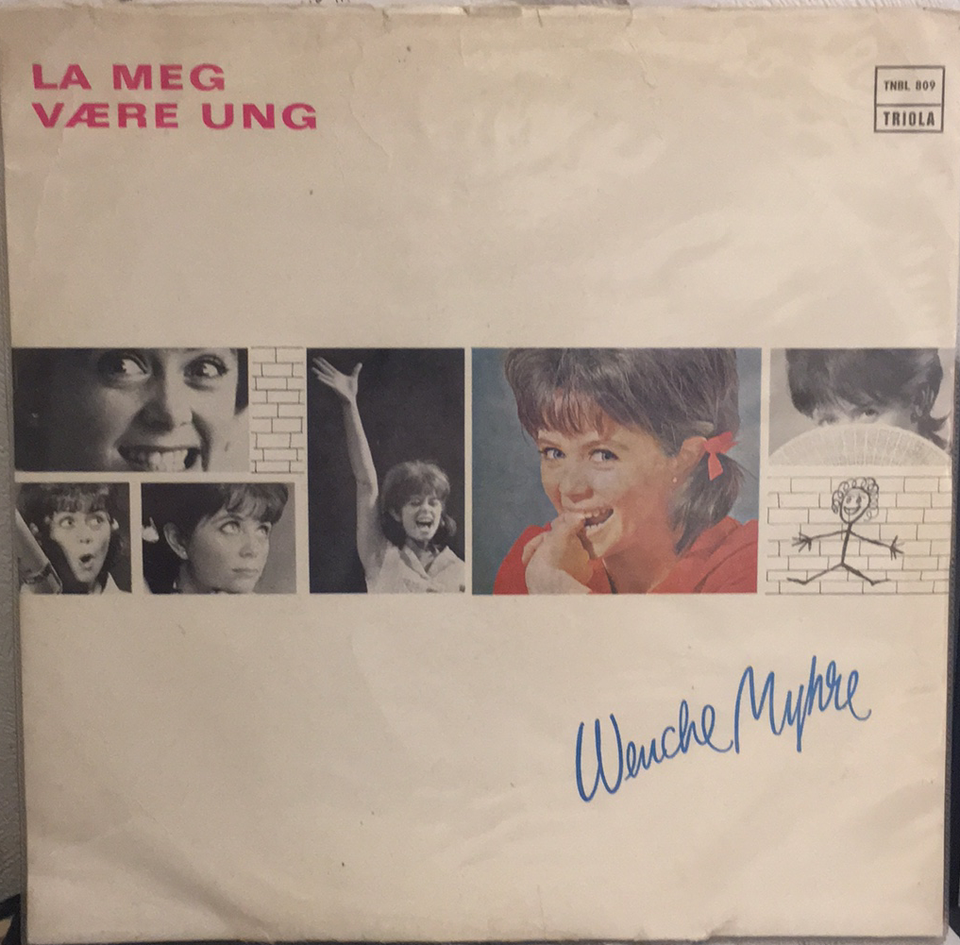 LA MEG
VÆRE UNG
TNBL 809
TRIOLA
Wenche Myhre